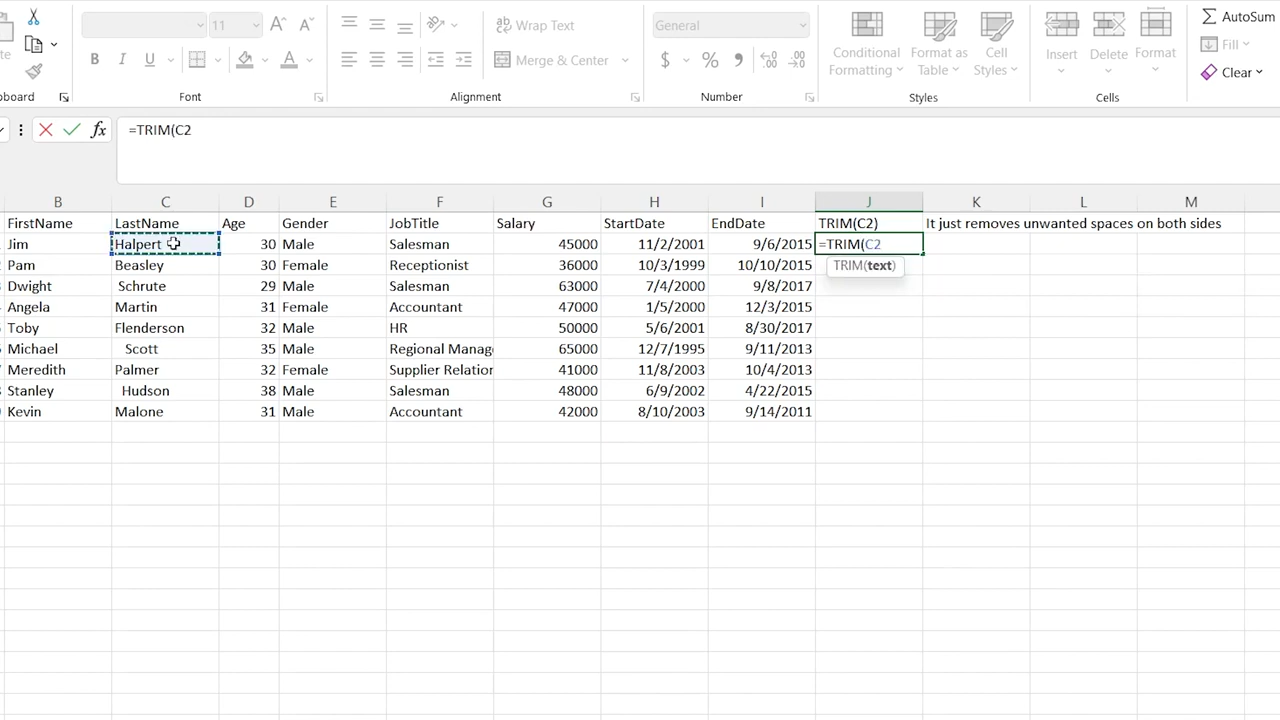 11 A^ Aˇ ab Wrap Text General AutoSum
Conditional Formatting Format as Table Cell Styles Insert Delete Format Fill
B I U A Merge & Center $ % Clear
Font Alignment Number Styles Cells
fx =TRIM(C2
B C D E F G H I J K L M
FirstName LastName Age Gender JobTitle Salary StartDate EndDate TRIM(C2) It just removes unwanted spaces on both sides
Jim Halpert 30 Male Salesman 45000 11/2/2001 9/6/2015 =TRIM(C2
Pam Beasley 30 Female Receptionist 36000 10/3/1999 10/10/2015 TRIM(text)
Dwight Schrute 29 Male Salesman 63000 7/4/2000 9/8/2017
Angela Martin 31 Female Accountant 47000 1/5/2000 12/3/2015
Toby Flenderson 32 Male HR 50000 5/6/2001 8/30/2017
Michael Scott 35 Male Regional Manag 65000 12/7/1995 9/11/2013
Meredith Palmer 32 Female Supplier Relation 41000 11/8/2003 10/4/2013
Stanley Hudson 38 Male Salesman 48000 6/9/2002 4/22/2015
Kevin Malone 31 Male Accountant 42000 8/10/2003 9/14/2011